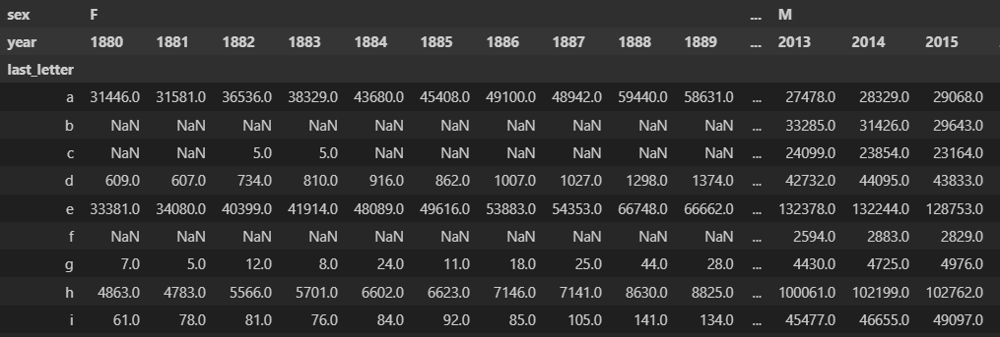 sex F ... M
year 1880 1881 1882 1883 1884 1885 1886 1887 1888 1889 ... 2013 2014 2015
last_letter
a 31446.0 31581.0 36536.0 38329.0 43680.0 45408.0 49100.0 48942.0 59440.0 58631.0 ... 27478.0 28329.0 29068.0
b NaN NaN NaN NaN NaN NaN NaN NaN NaN NaN ... 33285.0 31426.0 29643.0
c NaN NaN 5.0 5.0 NaN NaN NaN NaN NaN NaN ... 24099.0 23854.0 23164.0
d 609.0 607.0 734.0 810.0 916.0 862.0 1007.0 1027.0 1298.0 1374.0 ... 42732.0 44095.0 43833.0
e 33381.0 34080.0 40399.0 41914.0 48089.0 49616.0 53883.0 54353.0 66748.0 66662.0 ... 132378.0 132244.0 128753.0
f NaN NaN NaN NaN NaN NaN NaN NaN NaN NaN ... 2594.0 2883.0 2829.0
g 7.0 5.0 12.0 8.0 24.0 11.0 18.0 25.0 44.0 28.0 ... 4430.0 4725.0 4976.0
h 4863.0 4783.0 5566.0 5701.0 6602.0 6623.0 7146.0 7141.0 8630.0 8825.0 ... 100061.0 102199.0 102762.0
i 61.0 78.0 81.0 76.0 84.0 92.0 85.0 105.0 141.0 134.0 ... 45477.0 46655.0 49097.0